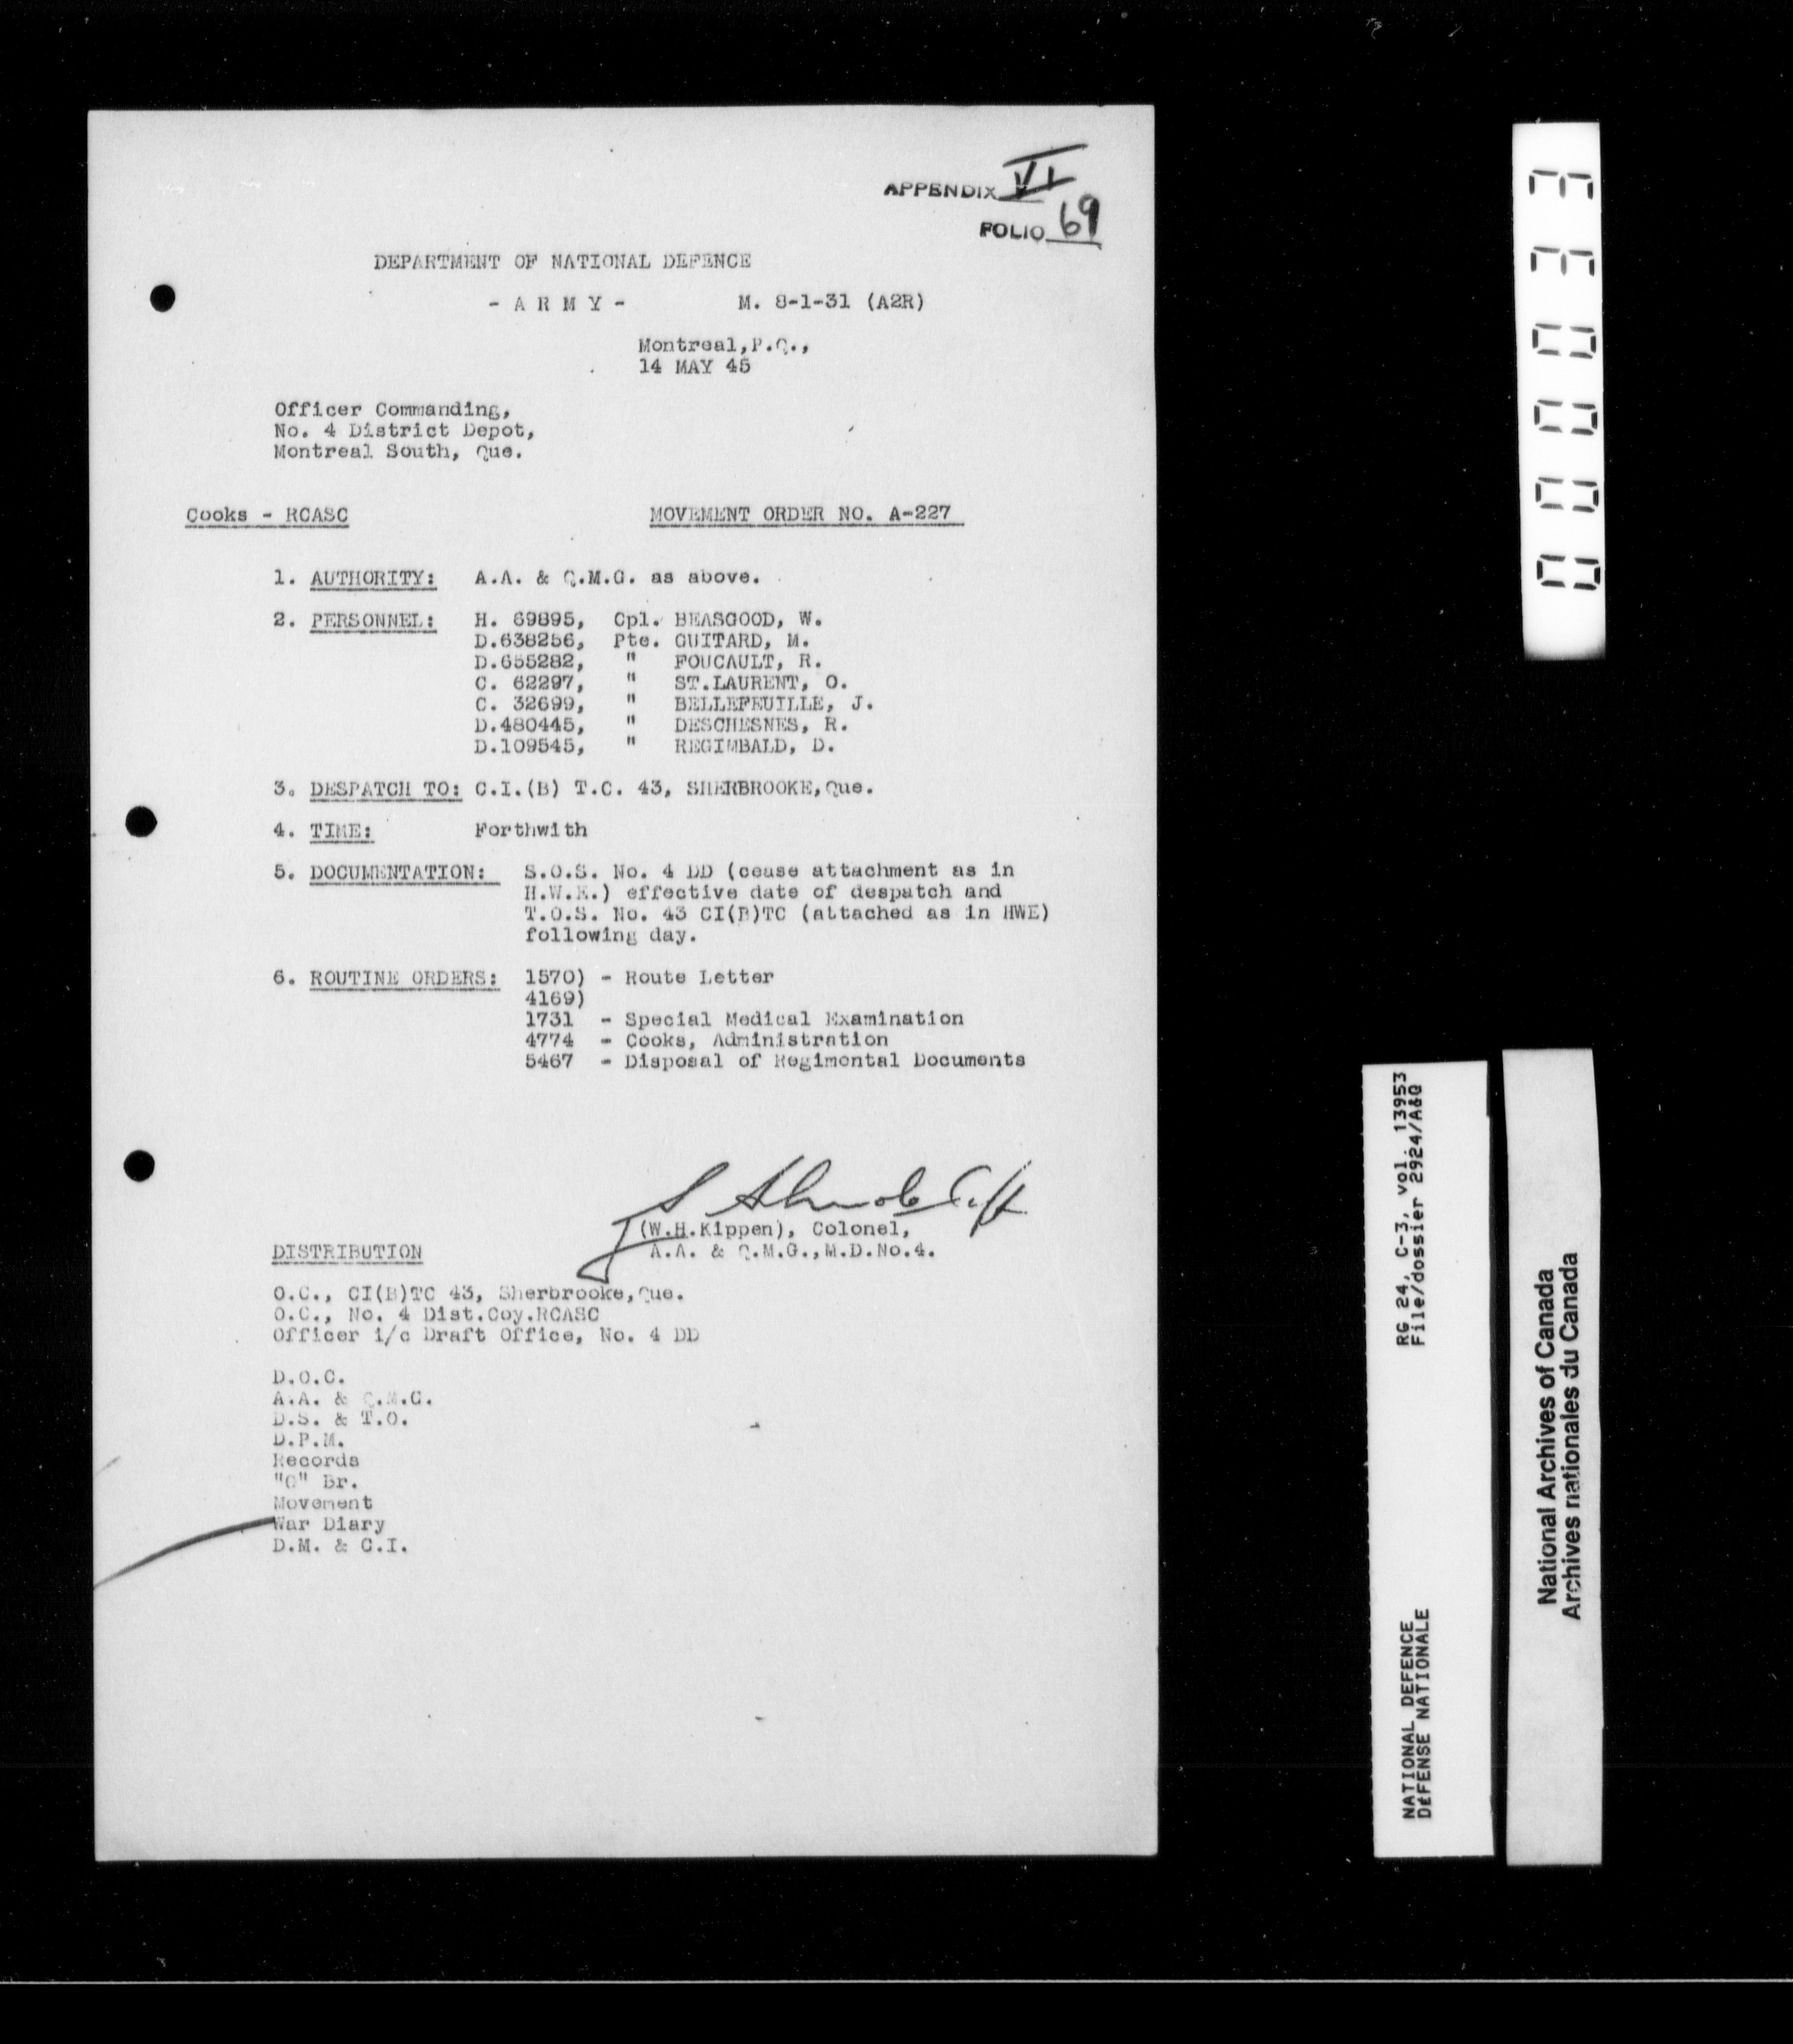 APPENDIX VI
FOLIO 69
DEPARTMENT OF NATIONAL DEFENCE
- A R M Y -    M. 8-1-31 (A2R)
Montreal,P.Q.,
14 MAY 45
Officer Commanding,
No. 4 District Depot,
Montreal South, Que.
Cooks - RCASC    MOVEMENT ORDER NO. A-227
1. AUTHORITY: A.A. & Q.M.G. as above.
2. PERSONNEL: H. 69895, Cpl. BEASGOOD, W.
D.638256, Pte. GUITARD, M.
D.655282, " FOUCAULT, R.
C. 62297, " ST.LAURENT, O.
C. 32699, " BELLEFEUILLE, J.
D.480445, " DESCHESNES, R.
D.109545, " REGIMBALD, D.
3. DESPATCH TO: C.I.(B) T.C. 43, SHERBROOKE,Que.
4. TIME: Forthwith
5. DOCUMENTATION: S.O.S. No. 4 DD (cease attachment as in
H.W.E.) effective date of despatch and
T.O.S. No. 43 CI(B)TC (attached as in HWE)
following day.
6. ROUTINE ORDERS: 1570) - Route Letter
4169)
1731 - Special Medical Examination
4774 - Cooks, Administration
5467 - Disposal of Regimental Documents
(W.H.Kippen), Colonel,
A.A. & Q.M.G.,M.D.No.4.
DISTRIBUTION
O.C., CI(B)TC 43, Sherbrooke,Que.
O.C., No. 4 Dist.Coy.RCASC
Officer i/c Draft Office, No. 4 DD
D.O.C.
A.A. & Q.M.G.
D.S. & T.O.
D.P.M.
Records
"G" Br.
Movement
War Diary
D.M. & C.I.
RG 24, C-3, vol. 13953
File/dossier 2924/A&Q
NATIONAL DEFENCE
DÉFENSE NATIONALE
National Archives of Canada
Archives nationales du Canada